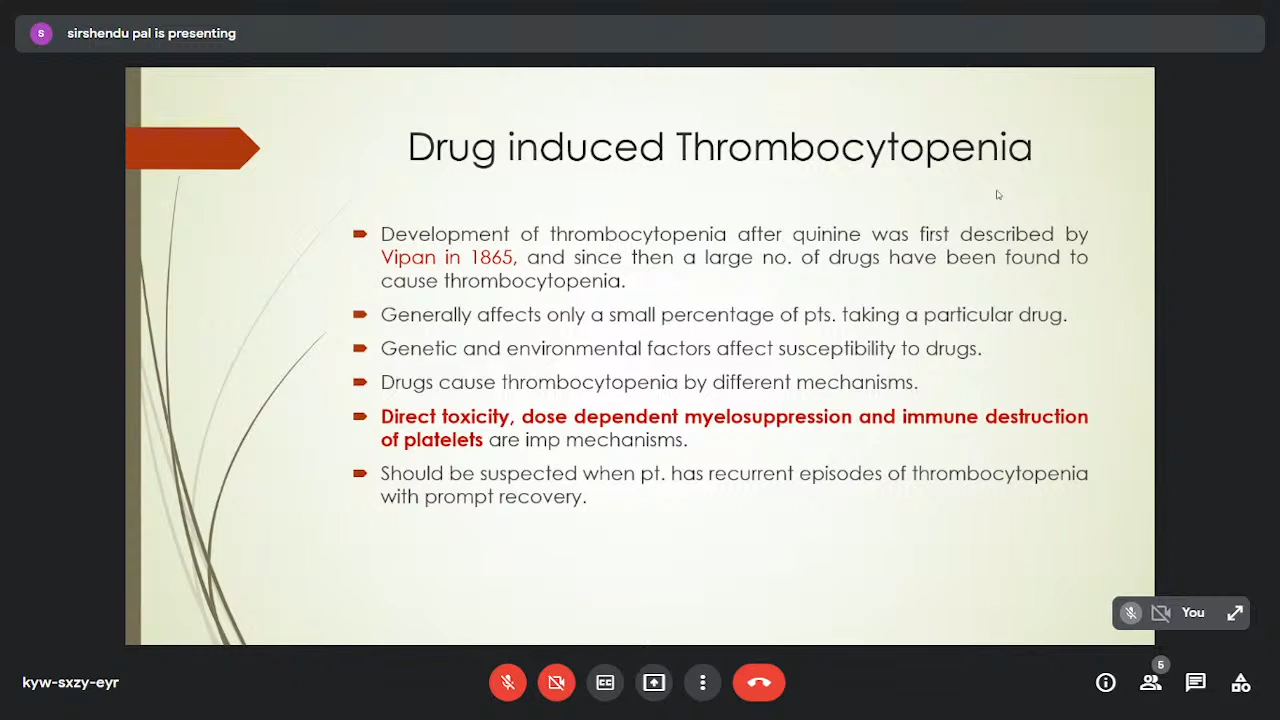 S
sirshendu pal is presenting
Drug induced Thrombocytopenia
Development of thrombocytopenia after quinine was first described by
Vipan in 1865, and since then a large no. of drugs have been found to
cause thrombocytopenia.
Generally affects only a small percentage of pts. taking a particular drug.
Genetic and environmental factors affect susceptibility to drugs.
Drugs cause thrombocytopenia by different mechanisms.
Direct toxicity, dose dependent myelosuppression and immune destruction
of platelets are imp mechanisms.
Should be suspected when pt. has recurrent episodes of thrombocytopenia
with prompt recovery.
You
kyw-sxzy-eyr
CC
5